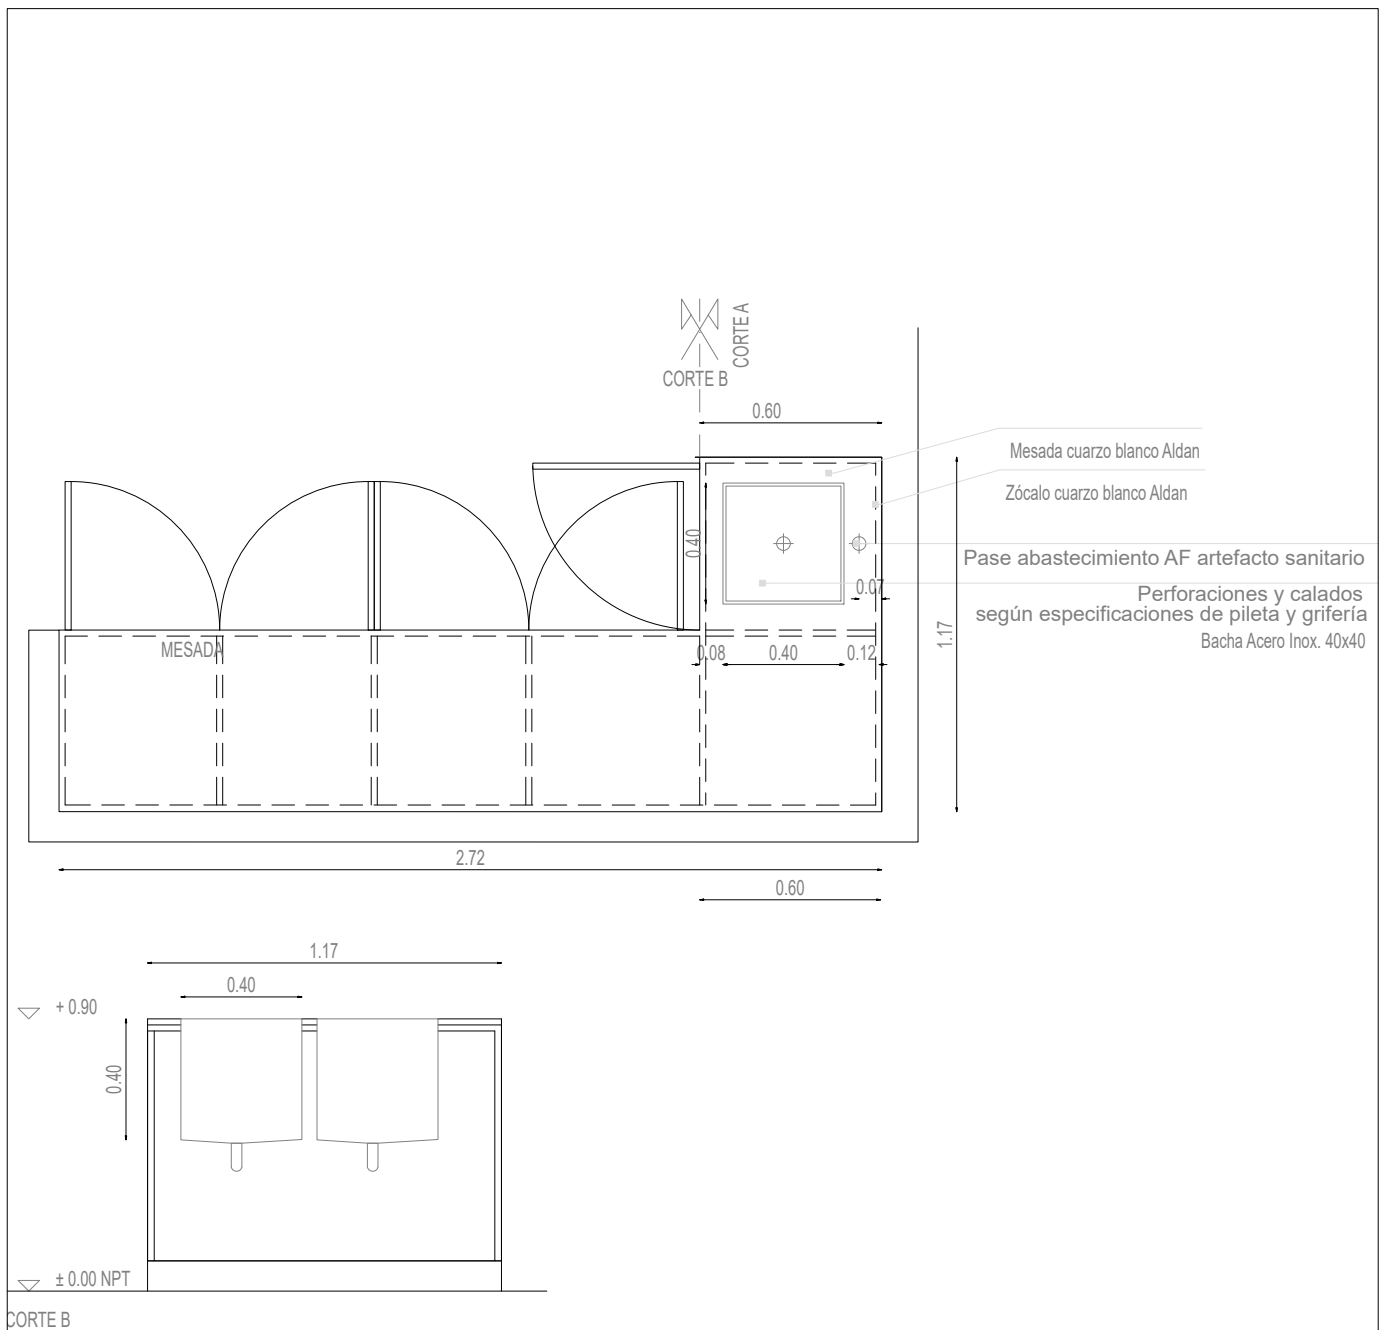 CORTE A
CORTE B
0.60
Mesada cuarzo blanco Aldan
Zócalo cuarzo blanco Aldan
0.40
Pase abastecimiento AF artefacto sanitario
0.07
Perforaciones y calados
según especificaciones de pileta y grifería
Bacha Acero Inox. 40x40
1.17
MESADA
0.08
0.40
0.12
2.72
0.60
1.17
0.40
+ 0.90
0.40
± 0.00 NPT
CORTE B